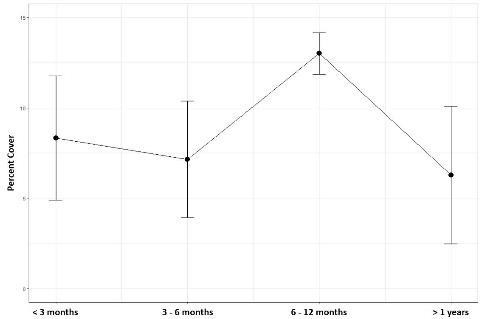 Percent Cover
15
10
5
0
< 3 months
3 - 6 months
6 - 12 months
> 1 years